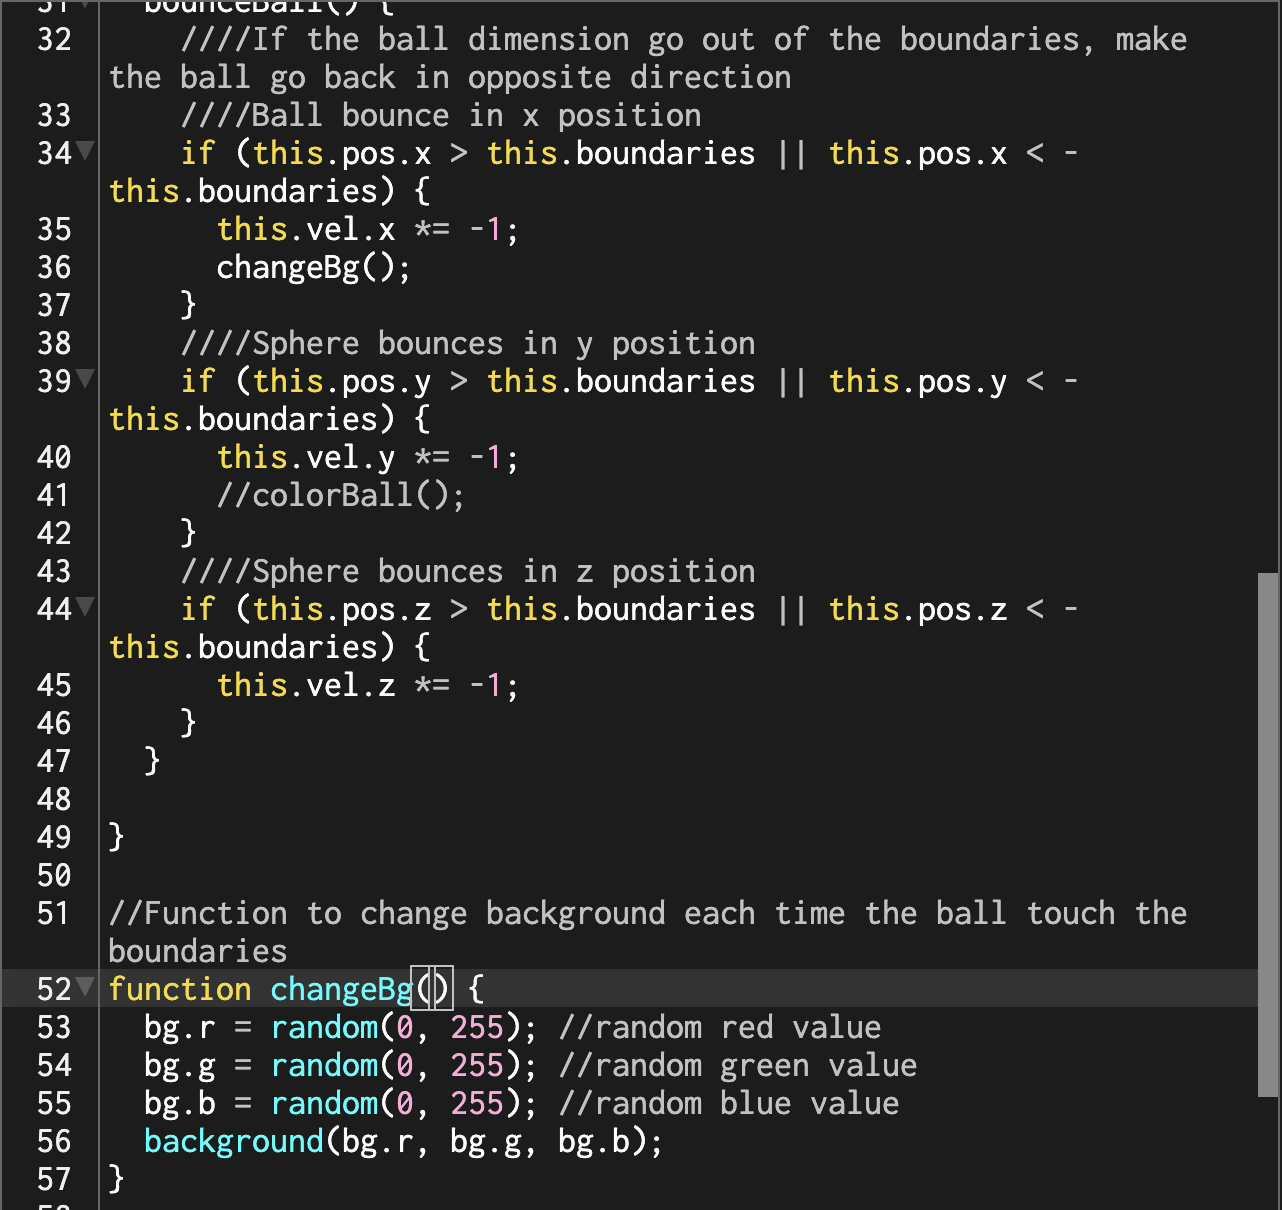 31 bounceBall() {
32 ////If the ball dimension go out of the boundaries, make
the ball go back in opposite direction
33 ////Ball bounce in x position
34 if (this.pos.x > this.boundaries || this.pos.x < -
this.boundaries) {
35 this.vel.x *= -1;
36 changeBg();
37 }
38 ////Sphere bounces in y position
39 if (this.pos.y > this.boundaries || this.pos.y < -
this.boundaries) {
40 this.vel.y *= -1;
41 //colorBall();
42 }
43 ////Sphere bounces in z position
44 if (this.pos.z > this.boundaries || this.pos.z < -
this.boundaries) {
45 this.vel.z *= -1;
46 }
47 }
48
49 }
50
51 //Function to change background each time the ball touch the
boundaries
52 function changeBg() {
53 bg.r = random(0, 255); //random red value
54 bg.g = random(0, 255); //random green value
55 bg.b = random(0, 255); //random blue value
56 background(bg.r, bg.g, bg.b);
57 }